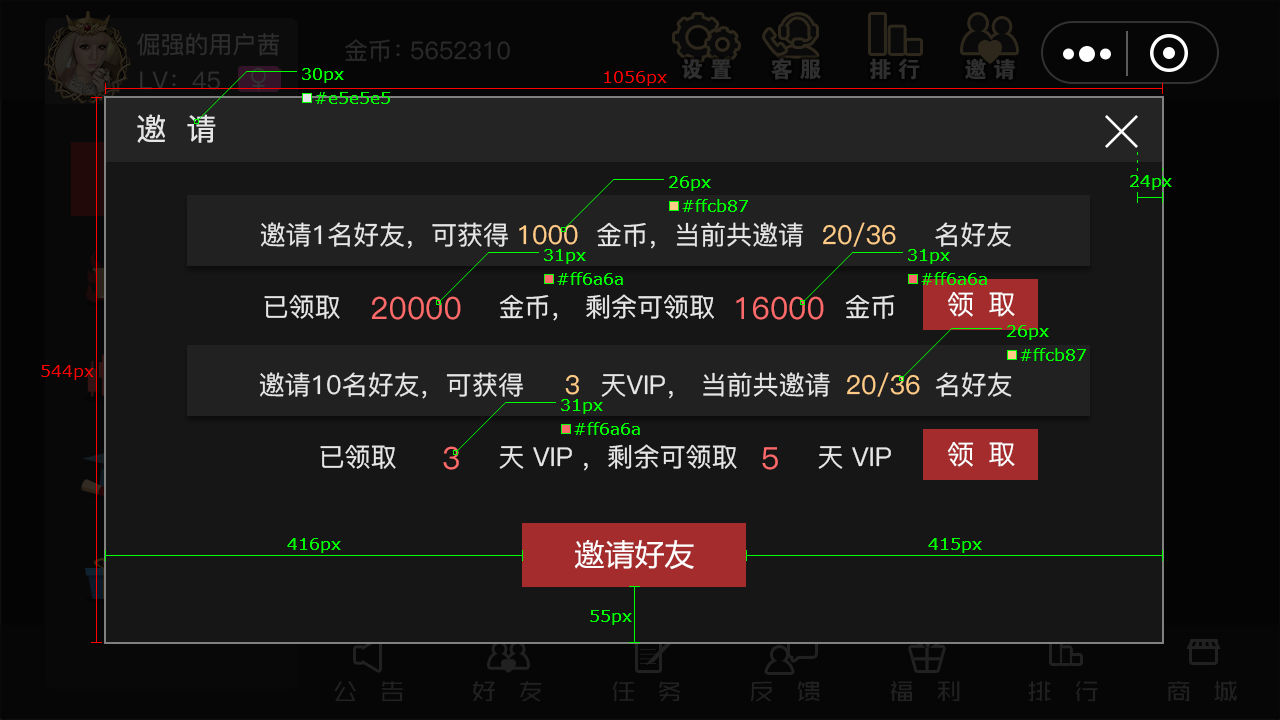 倔强的用户茜
金币：5652310
LV：45
设置
客服
排行
邀请
30px
#e5e5e5
1056px
邀 请
24px
26px
#ffcb87
邀请1名好友，可获得 1000 金币，当前共邀请 20/36 名好友
31px
#ff6a6a
31px
#ff6a6a
已领取 20000 金币， 剩余可领取 16000 金币
领 取
26px
#ffcb87
544px
邀请10名好友，可获得 3 天VIP， 当前共邀请 20/36 名好友
31px
#ff6a6a
已领取 3 天 VIP ，剩余可领取 5 天 VIP
领 取
416px
415px
邀请好友
55px
公 告
好 友
任 务
反 馈
福 利
排 行
商 城